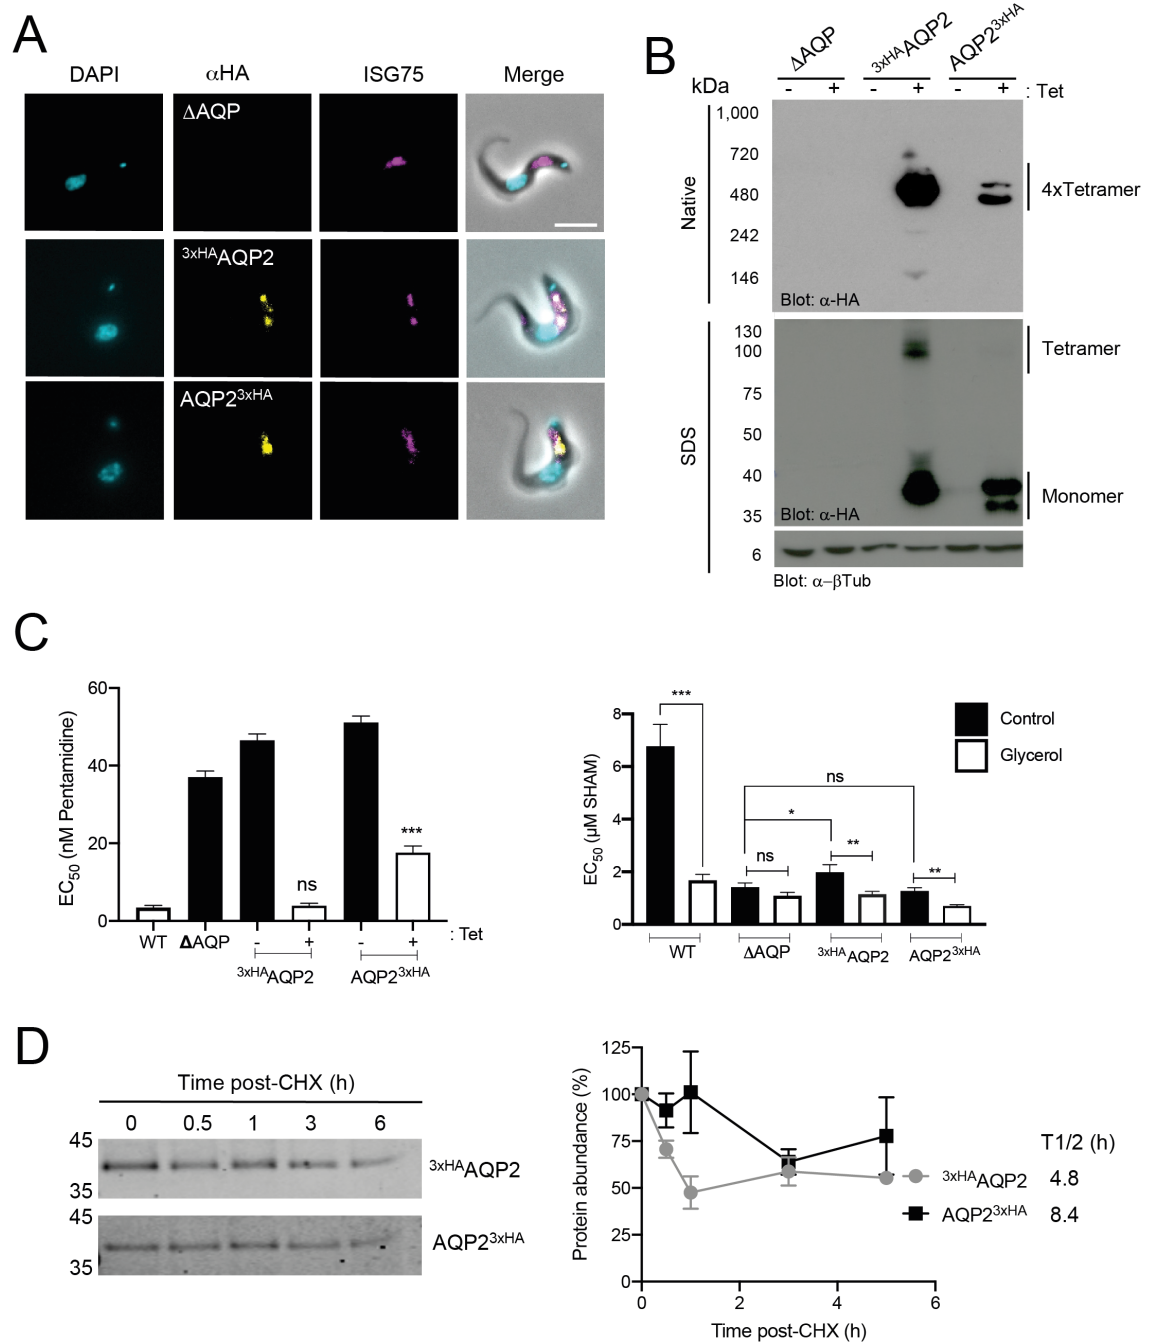 A
DAPI αHA ISG75 Merge
ΔAQP
3xHAAQP2
AQP23xHA
B
ΔAQP 3xHAAQP2 AQP23xHA
kDa - + - + - + : Tet
1,000
720
480
242
146
Native
4xTetramer
Blot: α-HA
130
100
75
50
40
35
SDS
Tetramer
Monomer
Blot: α-HA
6
Blot: α–βTub
C
EC50 (nM Pentamidine)
60
40
20
0
ns
***
WT ΔAQP - + - + : Tet
3xHAAQP2 AQP23xHA
EC50 (μM SHAM)
8
6
4
2
0
***
ns
*
ns
**
**
Control
Glycerol
WT ΔAQP 3xHAAQP2 AQP23xHA
D
Time post-CHX (h)
0 0.5 1 3 6
45
35
3xHAAQP2
45
35
AQP23xHA
Protein abundance (%)
125
100
75
50
25
0
0 2 4 6
Time post-CHX (h)
T1/2 (h)
3xHAAQP2 4.8
AQP23xHA 8.4